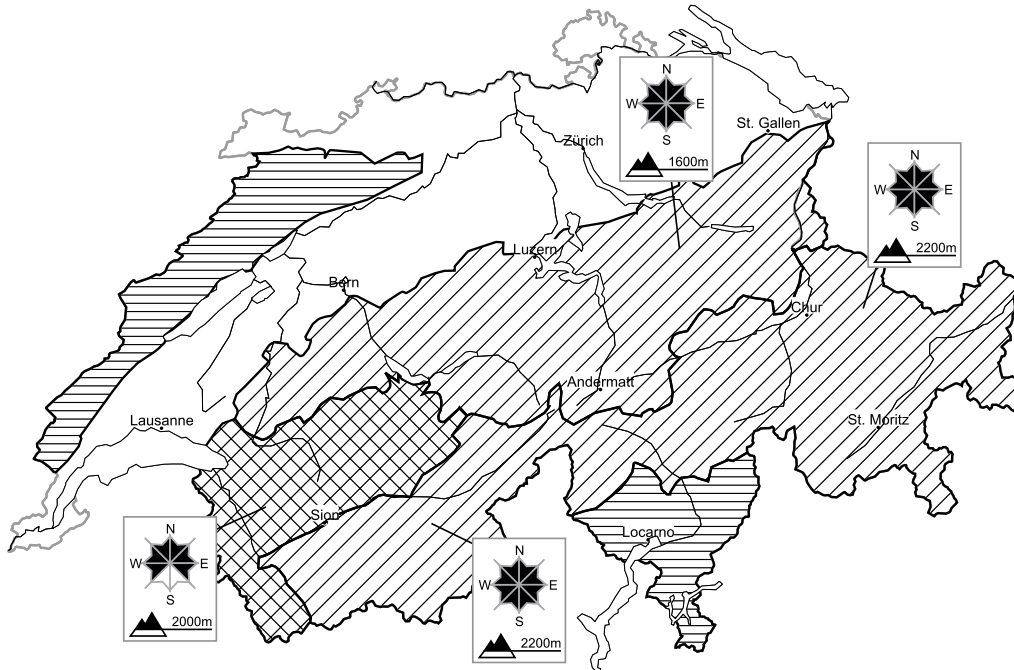 N
W E
S
1600m
St. Gallen
Zürich
N
W E
S
2200m
Luzern
Bern
Chur
Andermatt
Lausanne
St. Moritz
Sion
Locarno
N
W E
S
2000m
N
W E
S
2200m